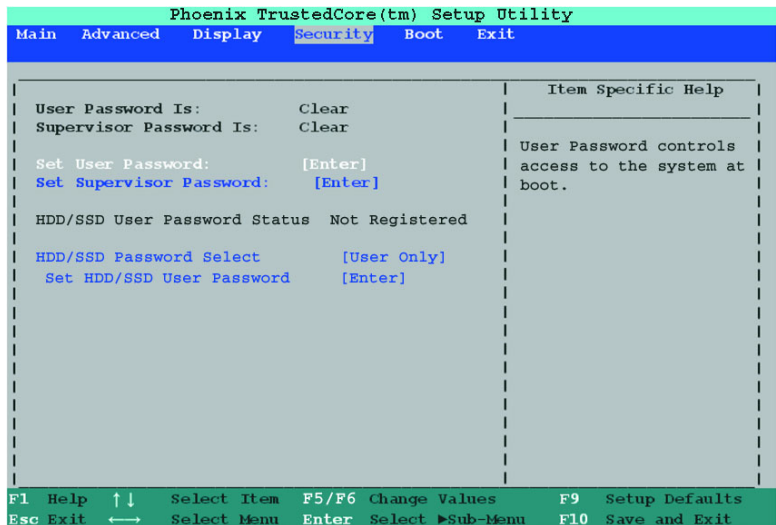 Phoenix TrustedCore(tm) Setup Utility
Main Advanced Display Security Boot Exit
Item Specific Help
User Password Is: Clear
Supervisor Password Is: Clear
User Password controls access to the system at boot.
Set User Password: [Enter]
Set Supervisor Password: [Enter]
HDD/SSD User Password Status Not Registered
HDD/SSD Password Select [User Only]
Set HDD/SSD User Password [Enter]
F1 Help ↑↓ Select Item F5/F6 Change Values F9 Setup Defaults
Esc Exit ←→ Select Menu Enter Select ►Sub-Menu F10 Save and Exit